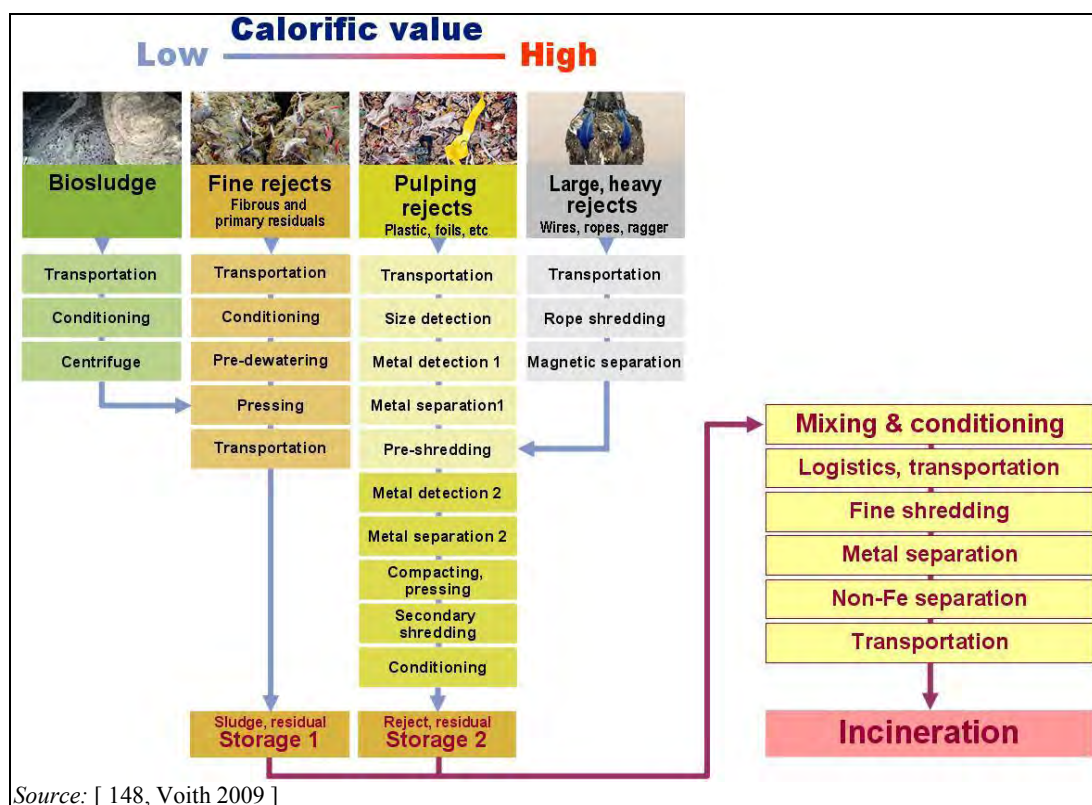 Calorific value
Low High
Biosludge
Fine rejects
Fibrous and
primary residuals
Pulping
rejects
Plastic, foils, etc
Large, heavy
rejects
Wires, ropes, ragger
Transportation
Conditioning
Centrifuge
Transportation
Conditioning
Pre-dewatering
Pressing
Transportation
Transportation
Size detection
Metal detection 1
Metal separation1
Pre-shredding
Metal detection 2
Metal separation 2
Compacting,
pressing
Secondary
shredding
Conditioning
Transportation
Rope shredding
Magnetic separation
Sludge, residual
Storage 1
Reject, residual
Storage 2
Mixing & conditioning
Logistics, transportation
Fine shredding
Metal separation
Non-Fe separation
Transportation
Incineration
Source: [ 148, Voith 2009 ]